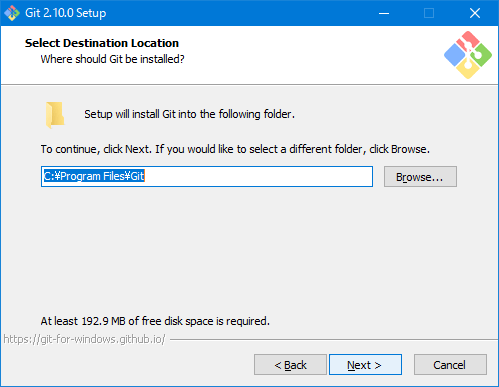 Git 2.10.0 Setup
Select Destination Location
Where should Git be installed?
Setup will install Git into the following folder.
To continue, click Next. If you would like to select a different folder, click Browse.
C:¥Program Files¥Git
Browse...
At least 192.9 MB of free disk space is required.
https://git-for-windows.github.io/
< Back
Next >
Cancel